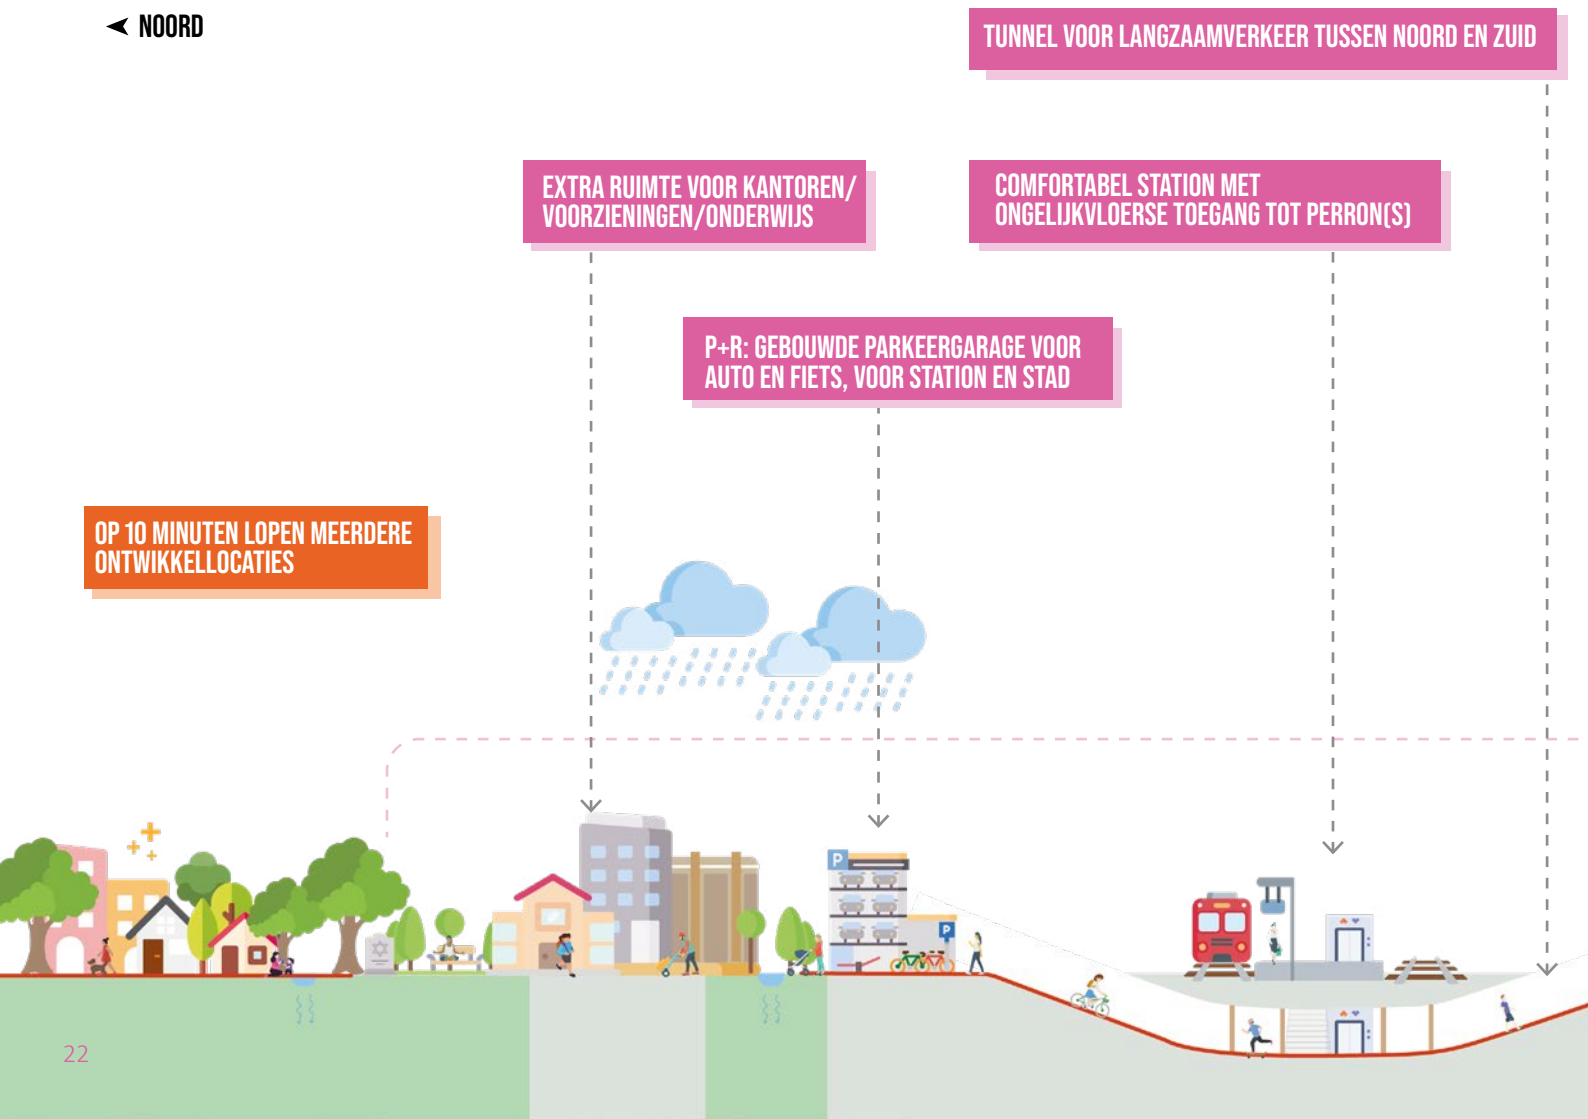 NOORD
TUNNEL VOOR LANGZAAMVERKEER TUSSEN NOORD EN ZUID
EXTRA RUIMTE VOOR KANTOREN/
VOORZIENINGEN/ONDERWIJS
COMFORTABEL STATION MET
ONGELIJKVLOERSE TOEGANG TOT PERRON(S)
P+R: GEBOUWDE PARKEERGARAGE VOOR
AUTO EN FIETS, VOOR STATION EN STAD
OP 10 MINUTEN LOPEN MEERDERE
ONTWIKKELLOCATIES
P
P
22